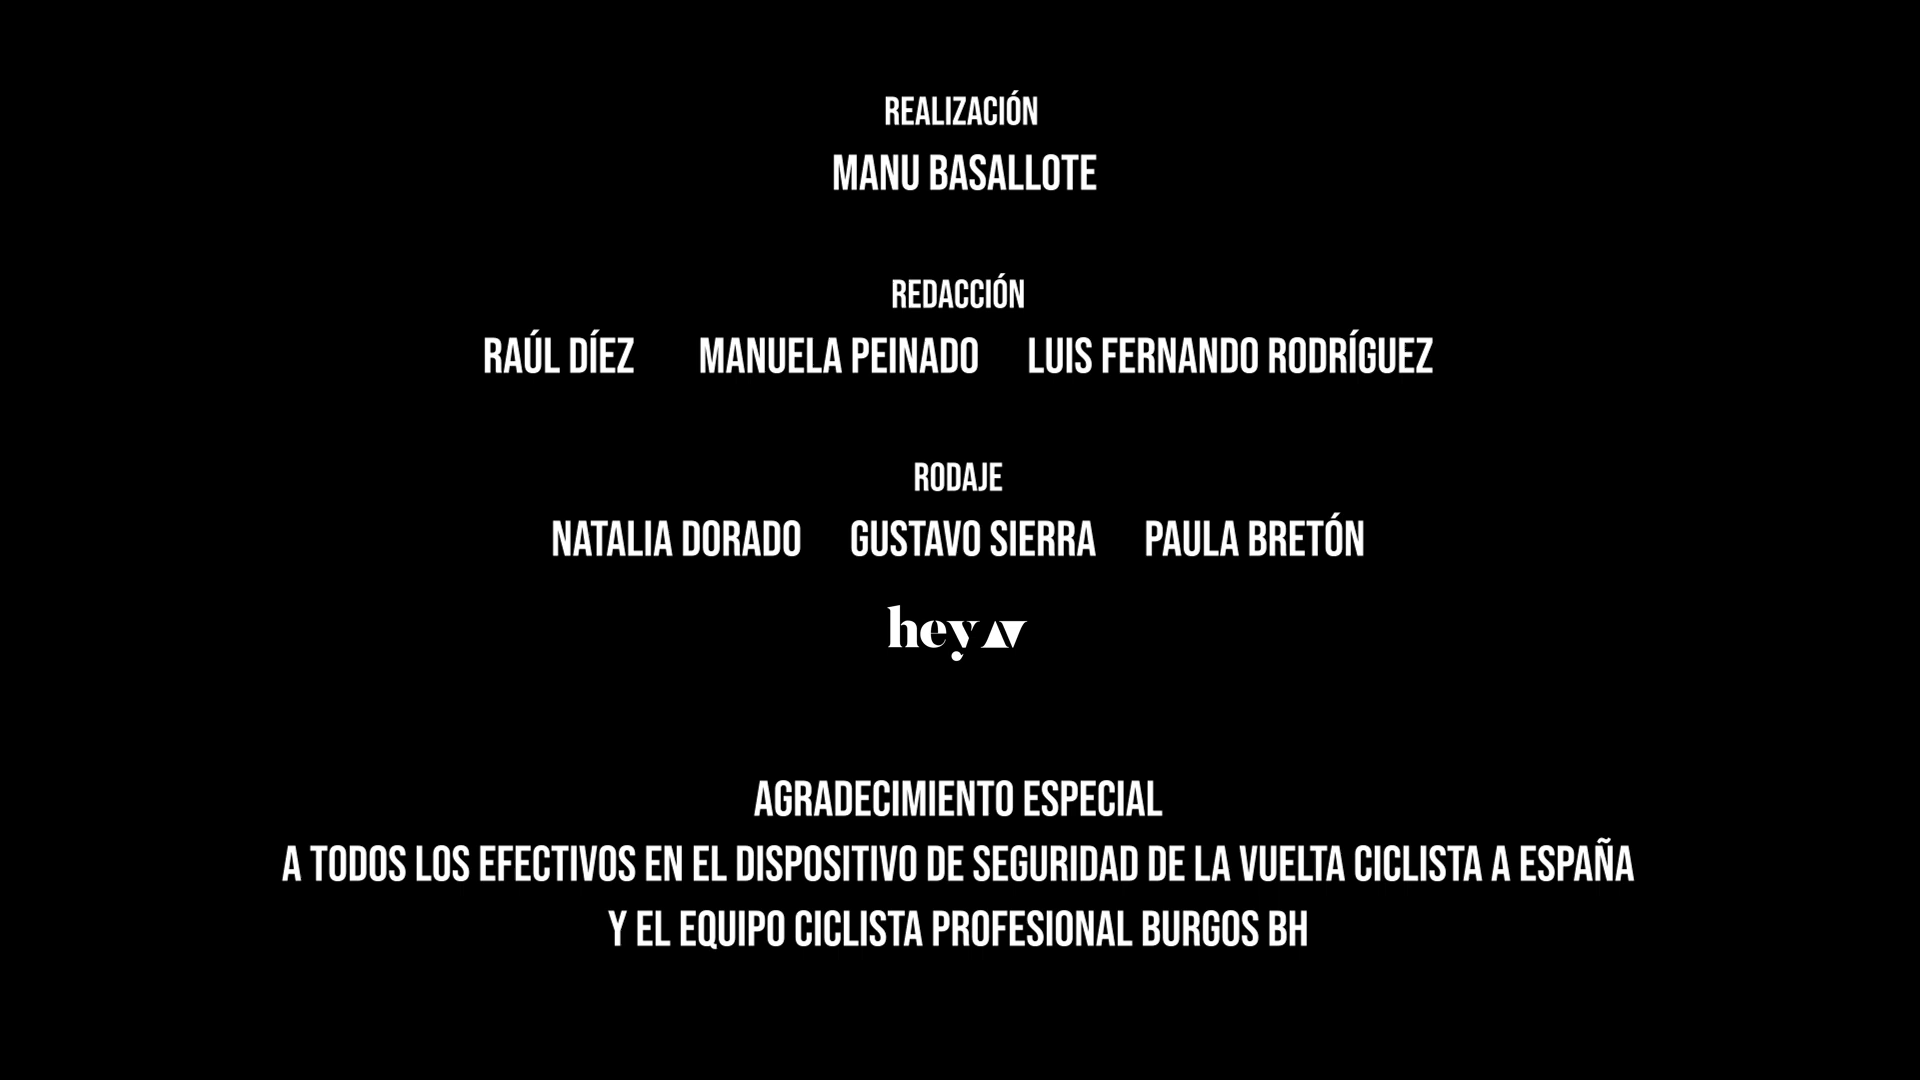 REALIZACIÓN
MANU BASALLOTE
REDACCIÓN
RAÚL DÍEZ MANUELA PEINADO LUIS FERNANDO RODRÍGUEZ
RODAJE
NATALIA DORADO GUSTAVO SIERRA PAULA BRETÓN
hey AV
AGRADECIMIENTO ESPECIAL
A TODOS LOS EFECTIVOS EN EL DISPOSITIVO DE SEGURIDAD DE LA VUELTA CICLISTA A ESPAÑA
Y EL EQUIPO CICLISTA PROFESIONAL BURGOS BH